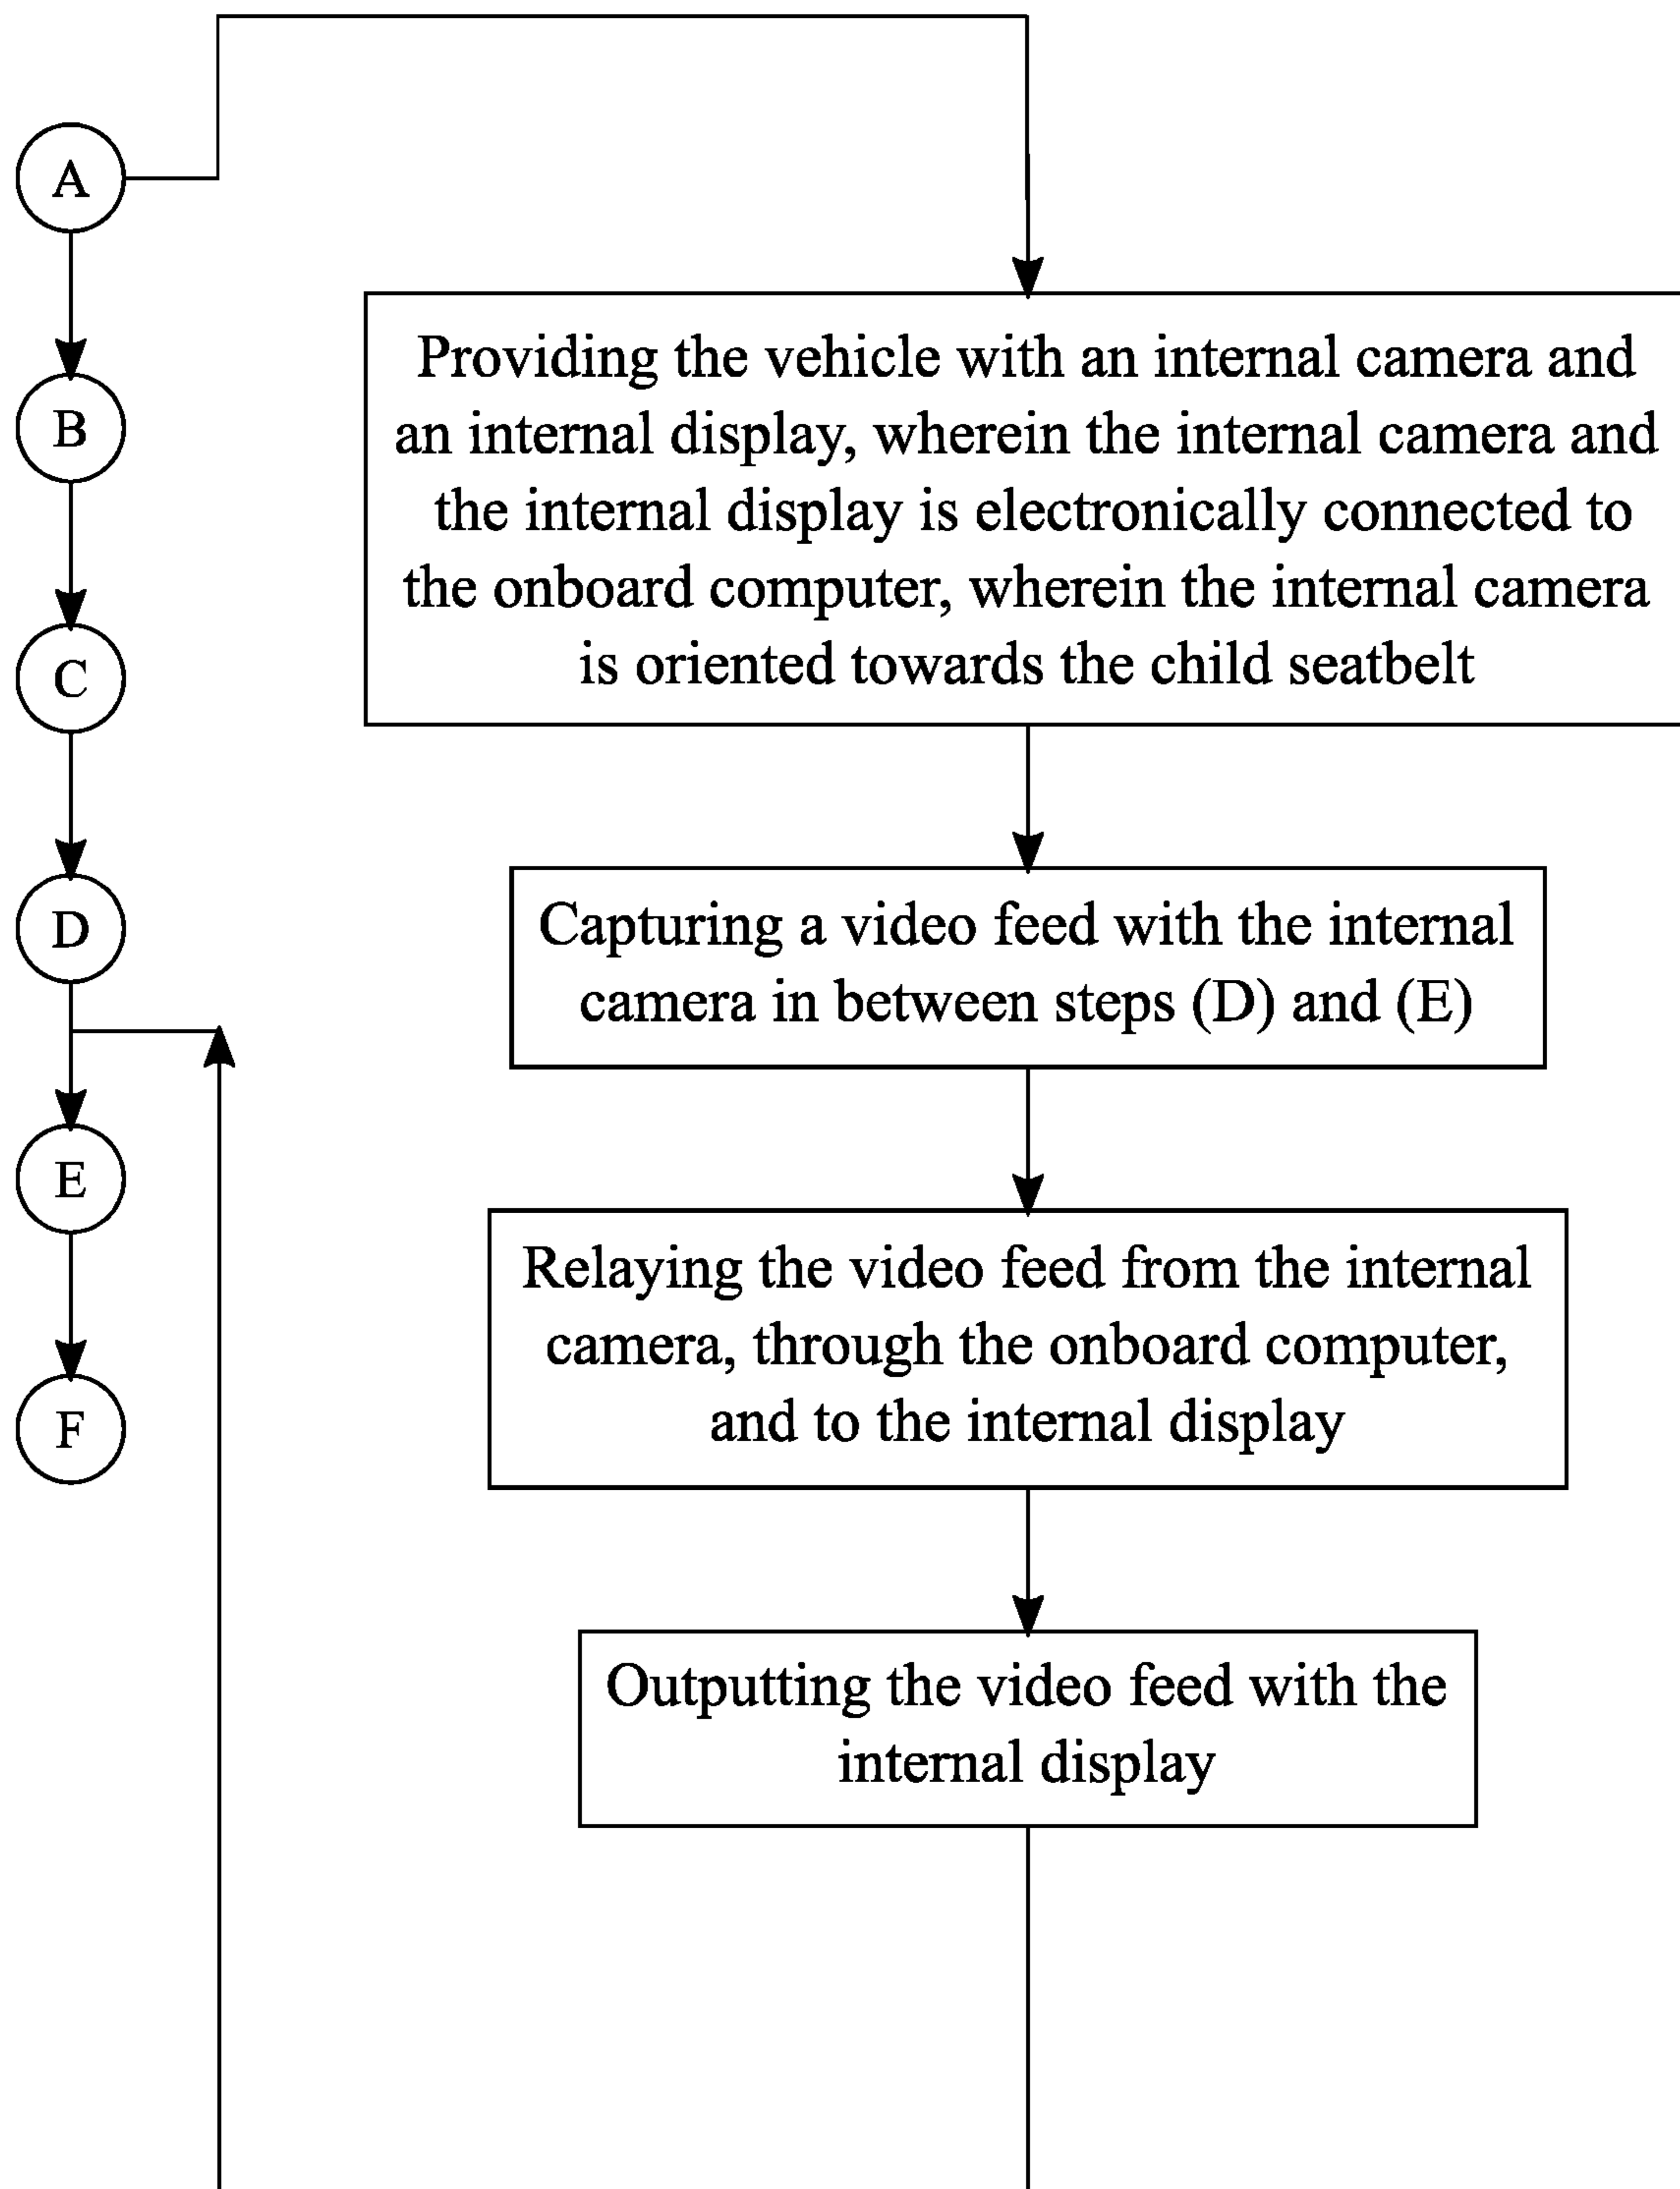 A
B
C
D
E
F
Providing the vehicle with an internal camera and
an internal display, wherein the internal camera and
the internal display is electronically connected to
the onboard computer, wherein the internal camera
is oriented towards the child seatbelt
Capturing a video feed with the internal
camera in between steps (D) and (E)
Relaying the video feed from the internal
camera, through the onboard computer,
and to the internal display
Outputting the video feed with the
internal display